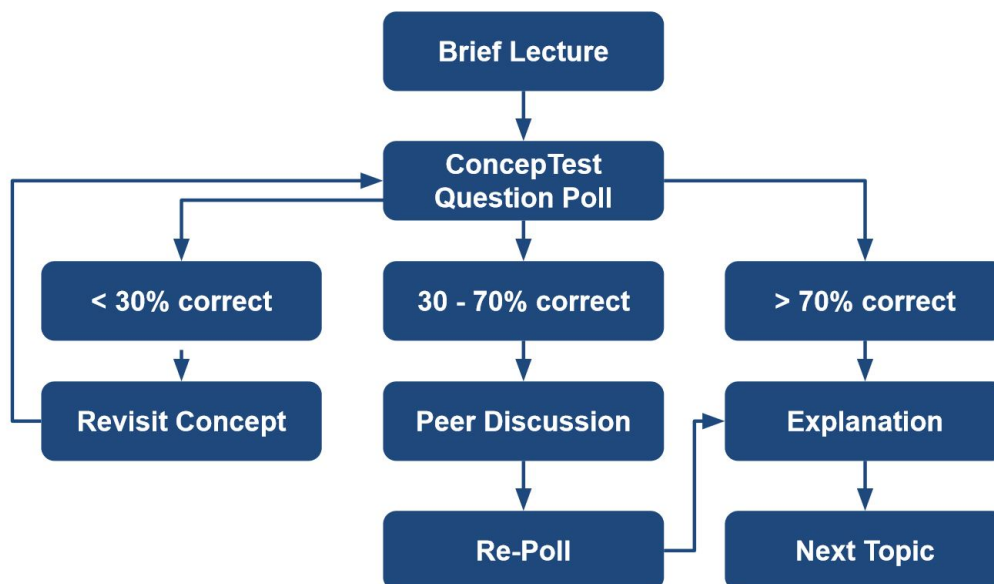 Brief Lecture
ConcepTest
Question Poll
< 30% correct
30 - 70% correct
> 70% correct
Revisit Concept
Peer Discussion
Explanation
Re-Poll
Next Topic